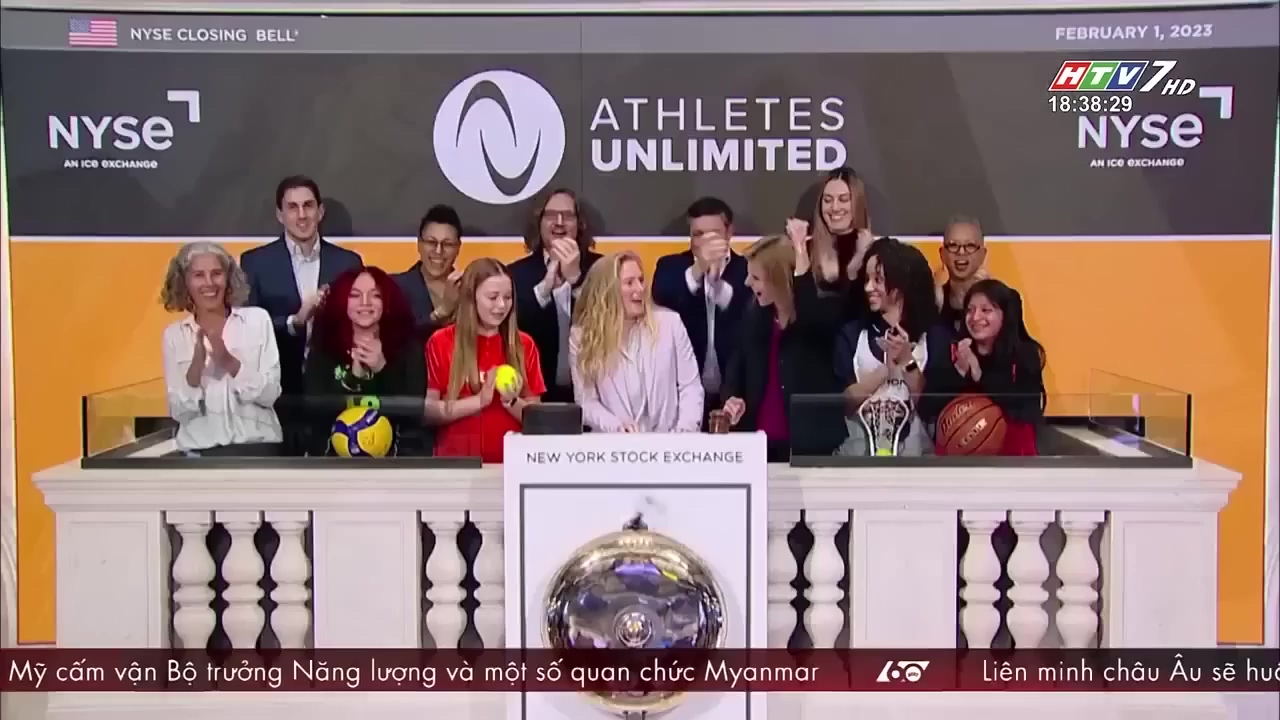 NYSE CLOSING BELL
FEBRUARY 1, 2023
HTV7 HD
18:38:29
NYSE
AN ICE EXCHANGE
ATHLETES
UNLIMITED
NYSE
AN ICE EXCHANGE
NEW YORK STOCK EXCHANGE
Mỹ cấm vận Bộ trưởng Năng lượng và một số quan chức Myanmar
60 giây
Liên minh châu Âu sẽ